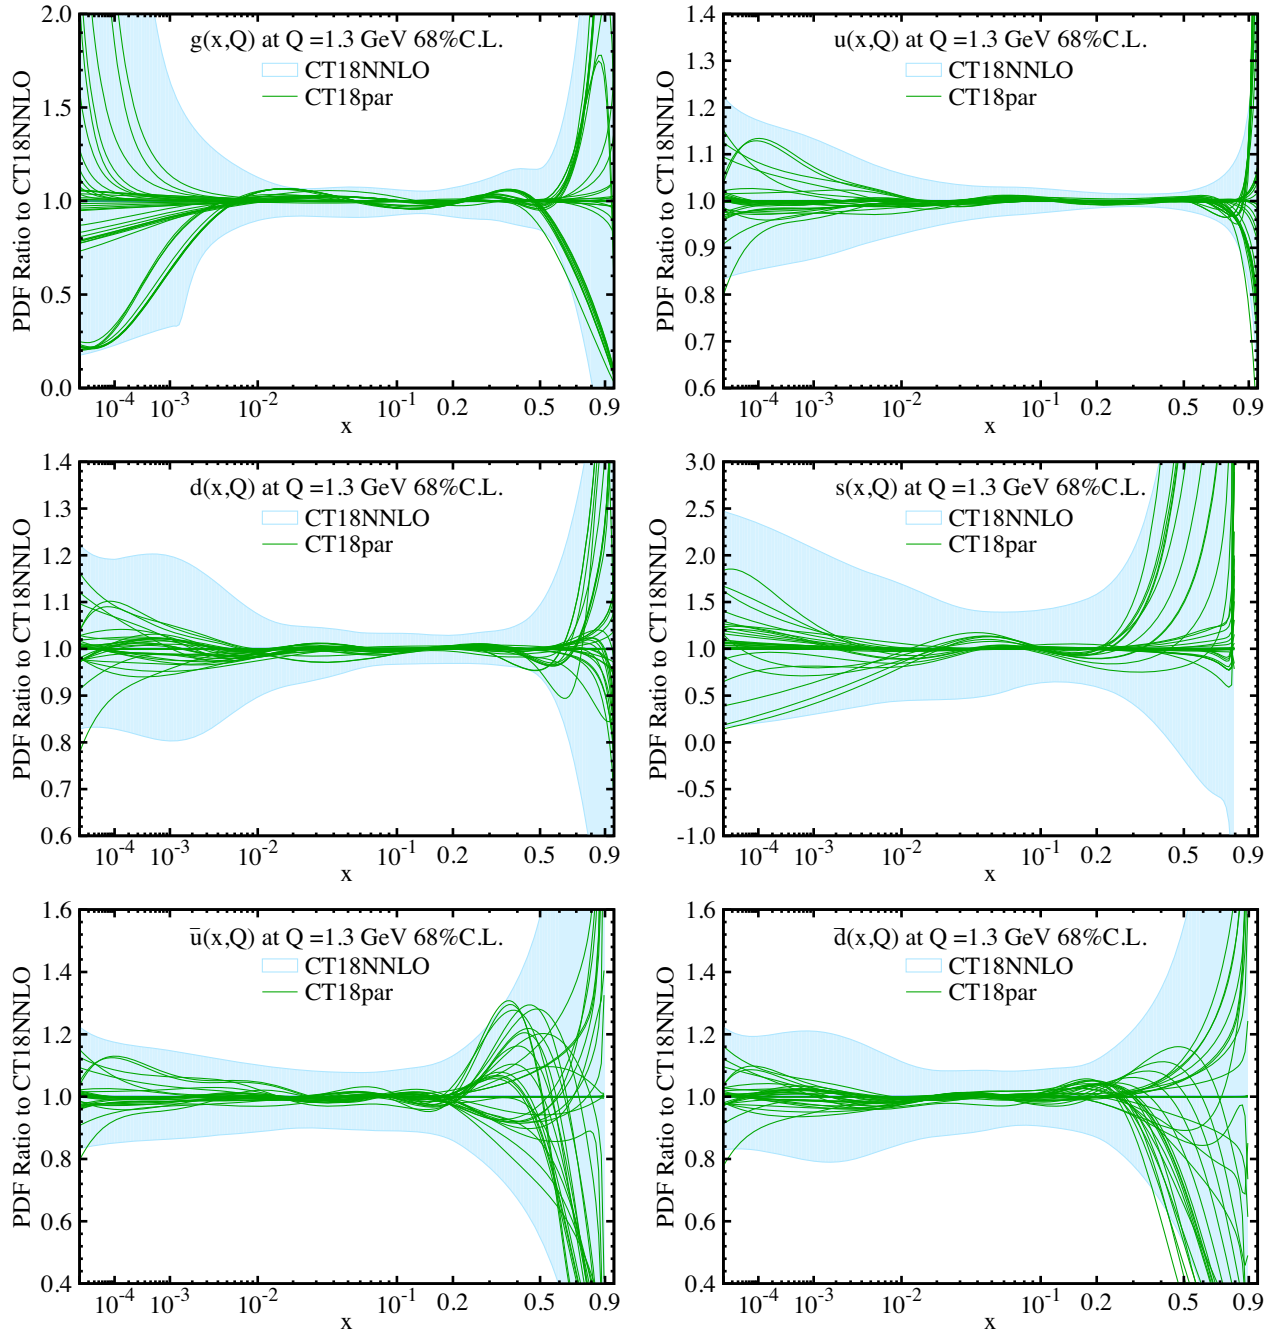 g(x,Q) at Q =1.3 GeV 68%C.L.
CT18NNLO
CT18par
PDF Ratio to CT18NNLO
2.0
1.5
1.0
0.5
0.0
10-4 10-3 10-2 10-1 0.2 0.5 0.9
x
u(x,Q) at Q =1.3 GeV 68%C.L.
CT18NNLO
CT18par
PDF Ratio to CT18NNLO
1.4
1.3
1.2
1.1
1.0
0.9
0.8
0.7
0.6
10-4 10-3 10-2 10-1 0.2 0.5 0.9
x
d(x,Q) at Q =1.3 GeV 68%C.L.
CT18NNLO
CT18par
PDF Ratio to CT18NNLO
1.4
1.3
1.2
1.1
1.0
0.9
0.8
0.7
0.6
10-4 10-3 10-2 10-1 0.2 0.5 0.9
x
s(x,Q) at Q =1.3 GeV 68%C.L.
CT18NNLO
CT18par
PDF Ratio to CT18NNLO
3.0
2.5
2.0
1.5
1.0
0.5
0.0
-0.5
-1.0
10-4 10-3 10-2 10-1 0.2 0.5 0.9
x
ū(x,Q) at Q =1.3 GeV 68%C.L.
CT18NNLO
CT18par
PDF Ratio to CT18NNLO
1.6
1.4
1.2
1.0
0.8
0.6
0.4
10-4 10-3 10-2 10-1 0.2 0.5 0.9
x
d̄(x,Q) at Q =1.3 GeV 68%C.L.
CT18NNLO
CT18par
PDF Ratio to CT18NNLO
1.6
1.4
1.2
1.0
0.8
0.6
0.4
10-4 10-3 10-2 10-1 0.2 0.5 0.9
x